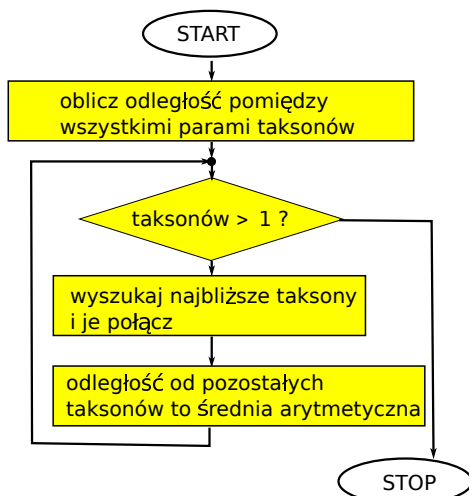 START
oblicz odległość pomiędzy
wszystkimi parami taksonów
taksonów > 1 ?
wyszukaj najbliższe taksony
i je połącz
odległość od pozostałych
taksonów to średnia arytmetyczna
STOP